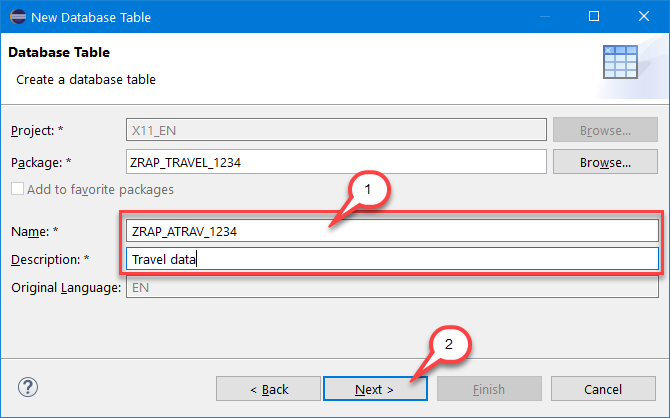 New Database Table
Database Table
Create a database table
Project: * X11_EN Browse...
Package: * ZRAP_TRAVEL_1234 Browse...
Add to favorite packages
1
Name: * ZRAP_ATRAV_1234
Description: * Travel data
Original Language: EN
2
? < Back Next > Finish Cancel